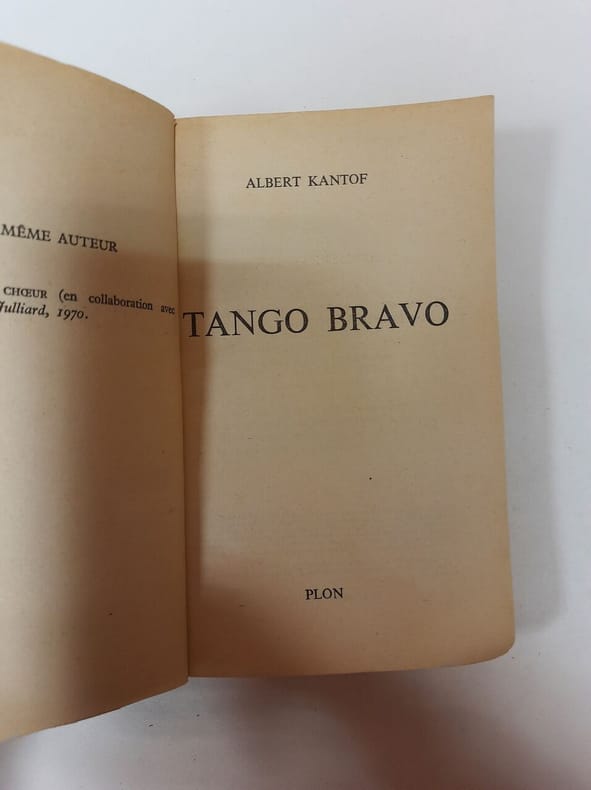 MÊME AUTEUR
CHŒUR (en collaboration avec
Julliard, 1970.
ALBERT KANTOF
TANGO BRAVO
PLON